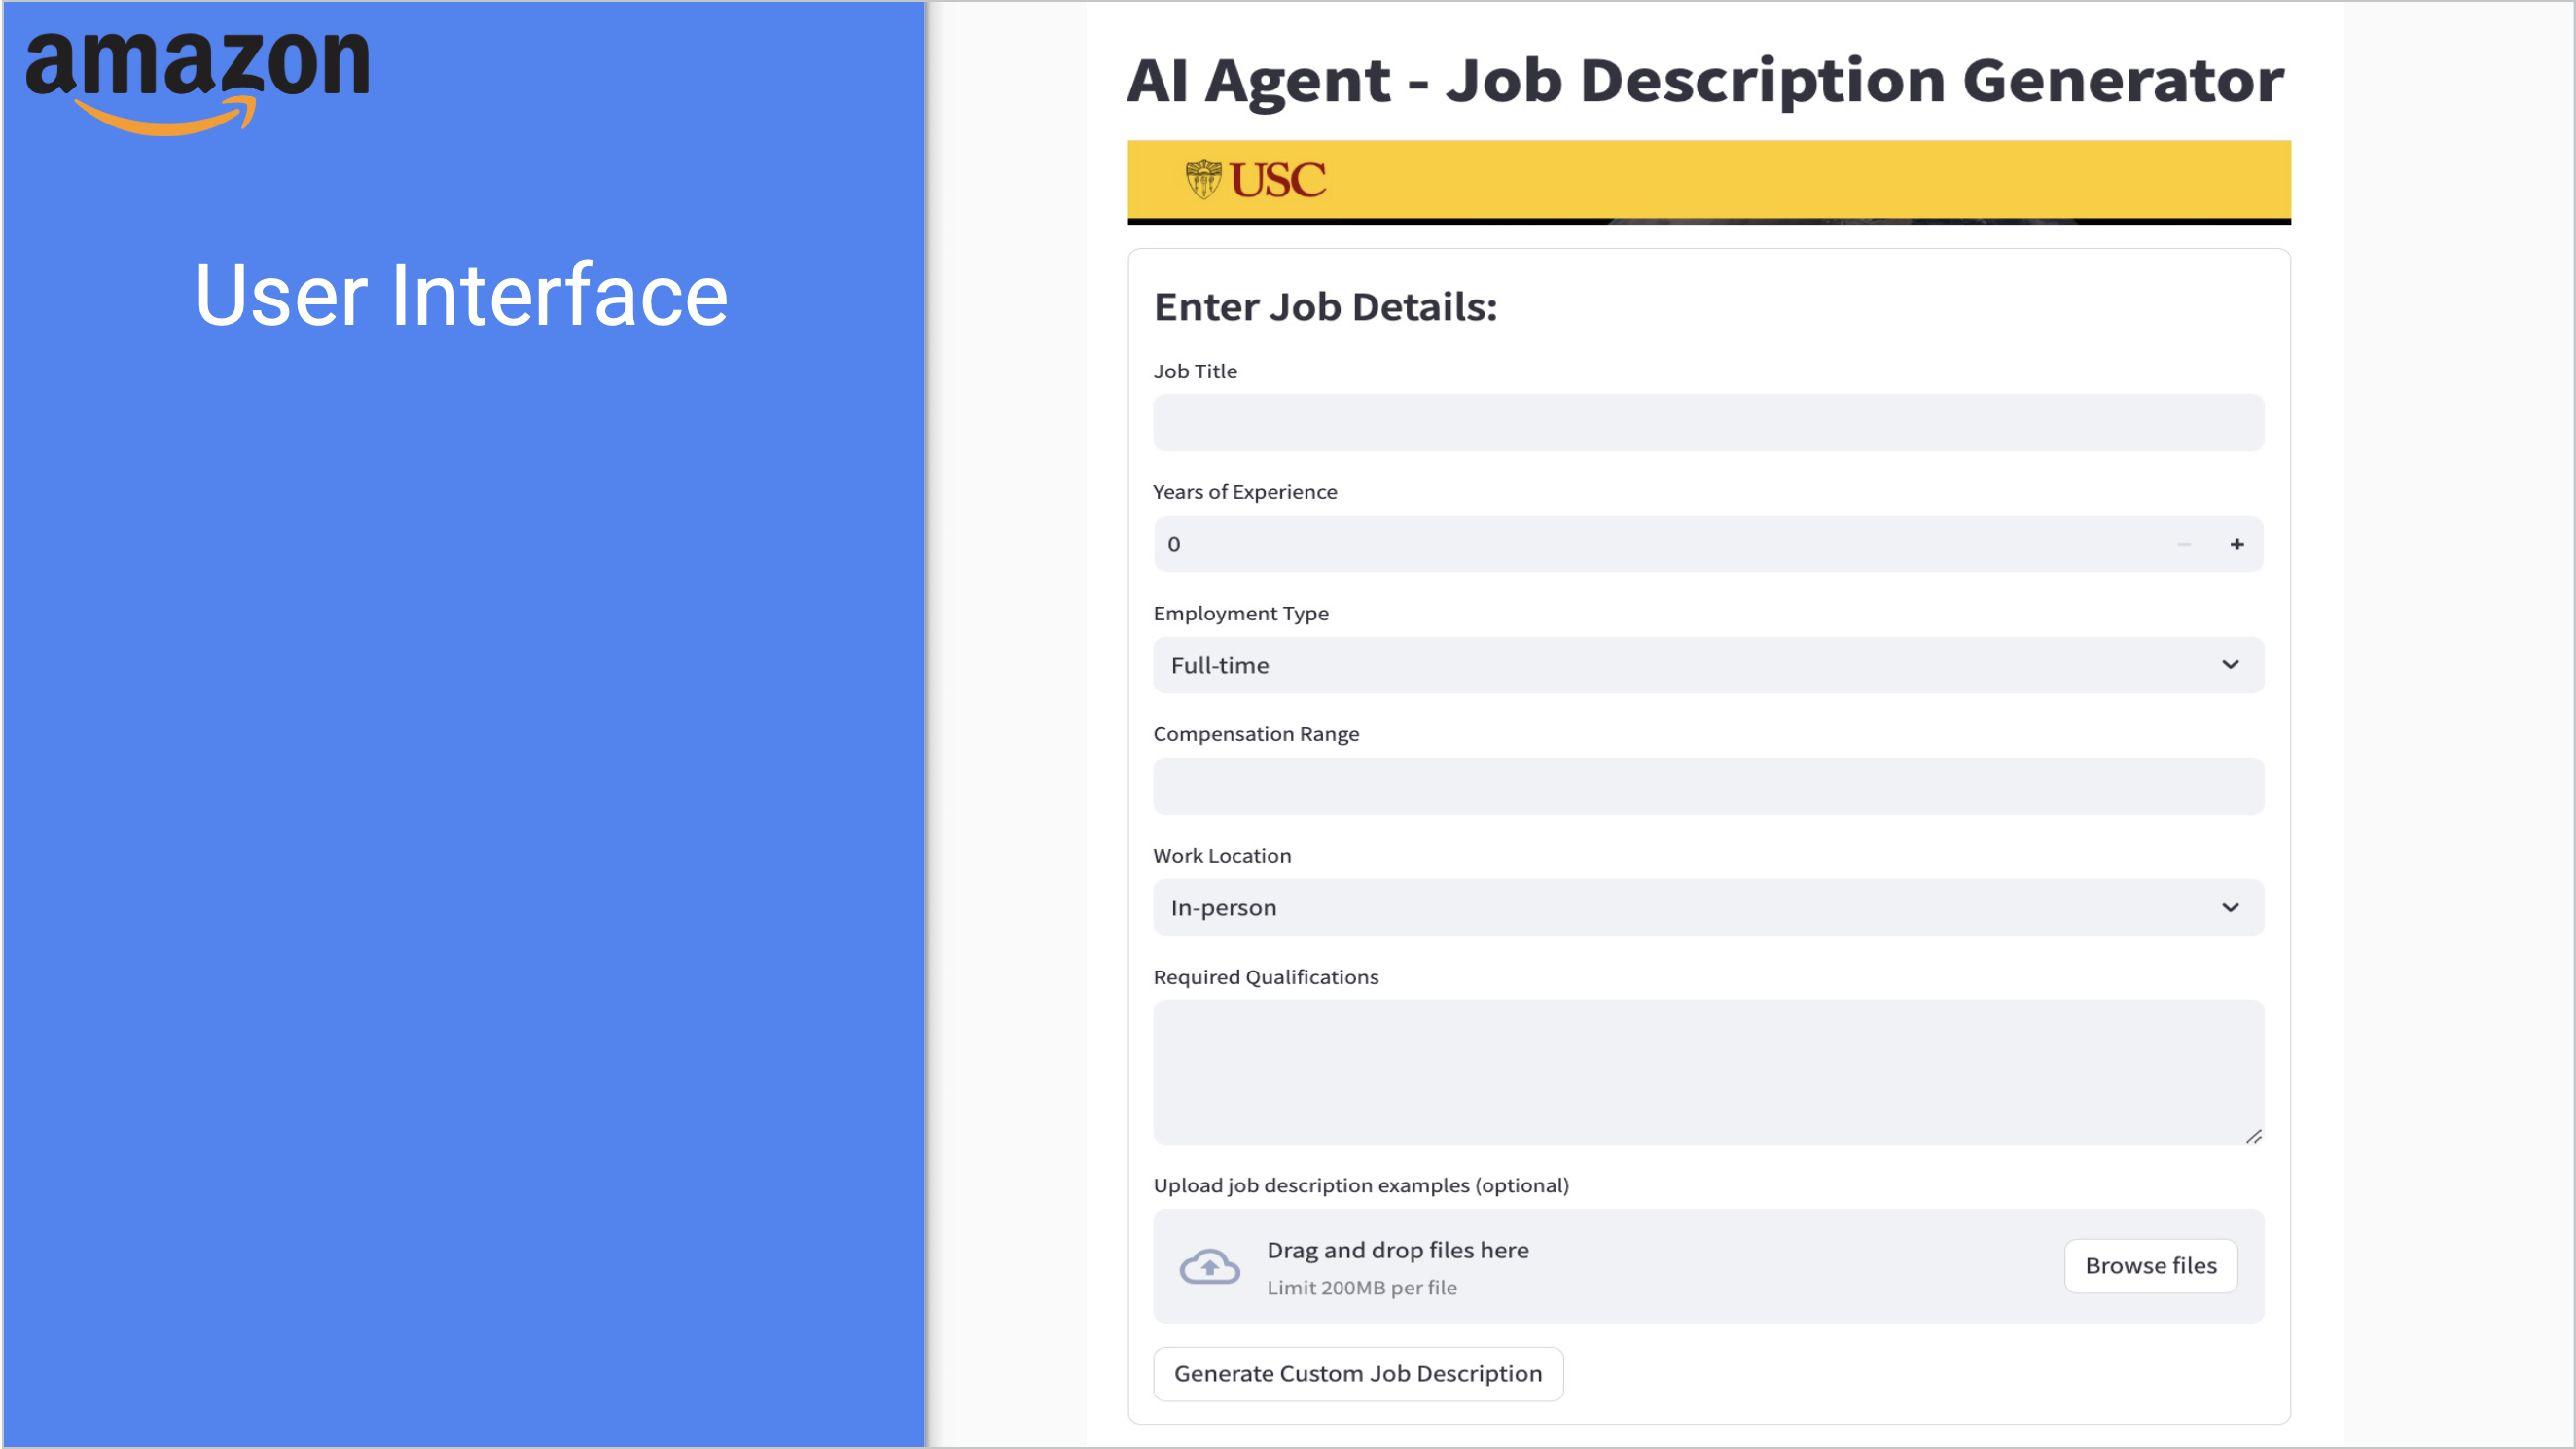 amazon
User Interface
AI Agent - Job Description Generator
USC
Enter Job Details:
Job Title
Years of Experience
0
Employment Type
Full-time
Compensation Range
Work Location
In-person
Required Qualifications
Upload job description examples (optional)
Drag and drop files here
Limit 200MB per file
Browse files
Generate Custom Job Description